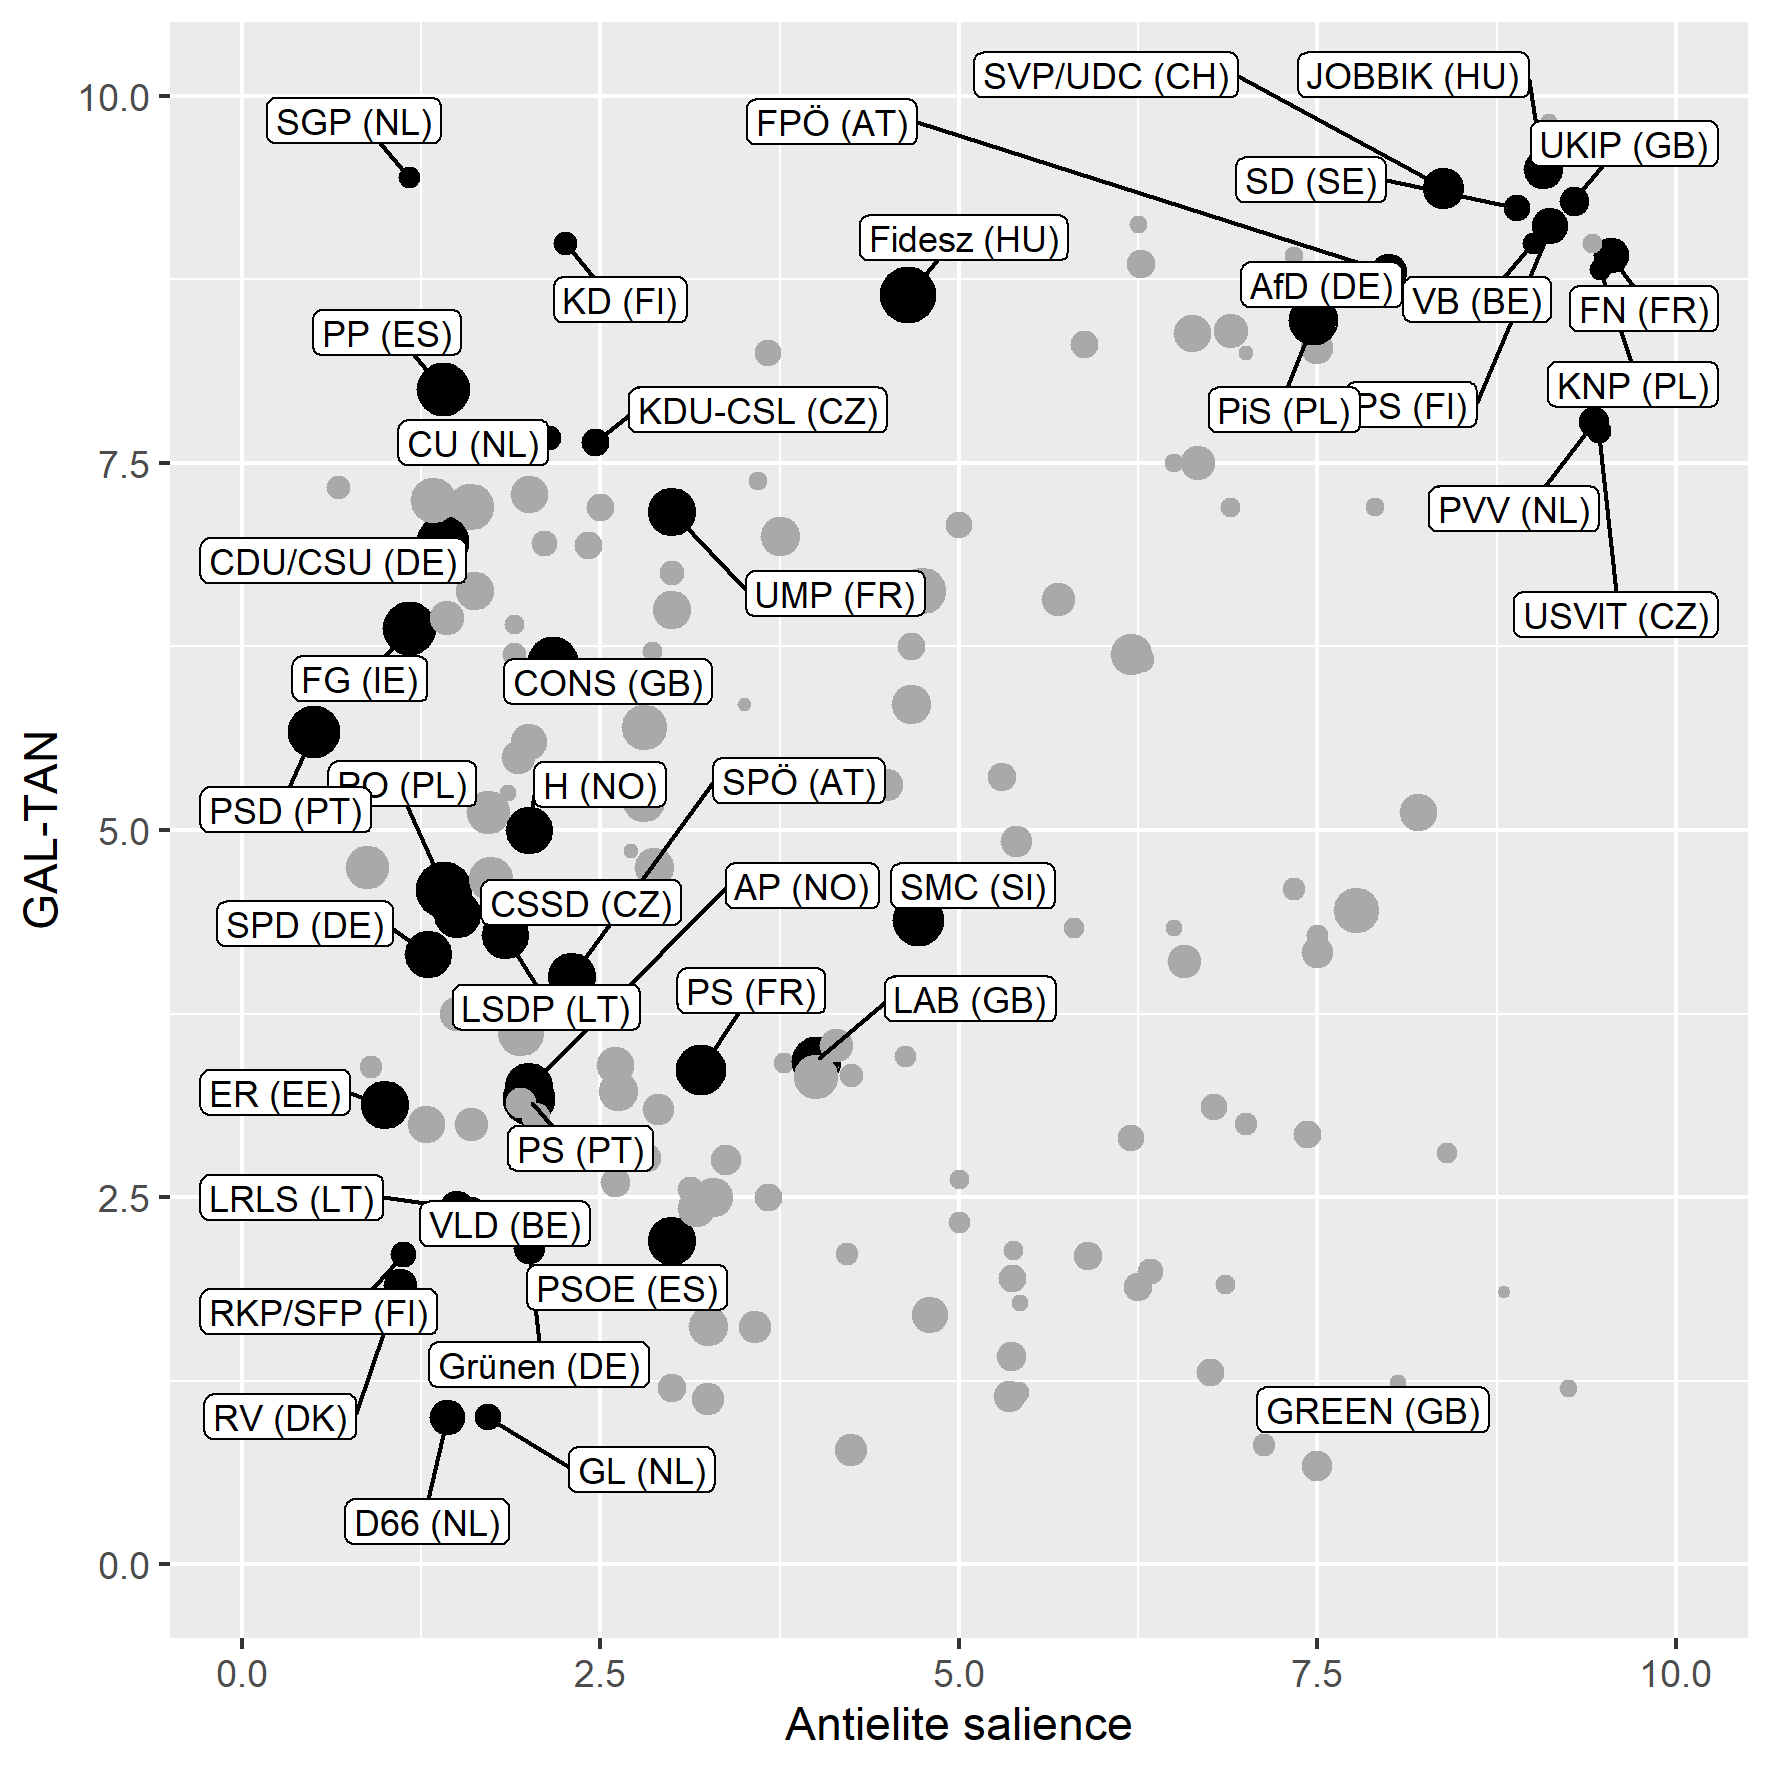 SVP/UDC (CH)
JOBBIK (HU)
10.0
SGP (NL)
FPÖ (AT)
UKIP (GB)
SD (SE)
Fidesz (HU)
AfD (DE)
VB (BE)
KD (FI)
FN (FR)
PP (ES)
KNP (PL)
KDU-CSL (CZ)
PiS (PL)
PS (FI)
CU (NL)
7.5
PVV (NL)
CDU/CSU (DE)
UMP (FR)
USVIT (CZ)
FG (IE)
CONS (GB)
GAL-TAN
PO (PL)
H (NO)
SPÖ (AT)
PSD (PT)
5.0
AP (NO)
SMC (SI)
CSSD (CZ)
SPD (DE)
PS (FR)
LAB (GB)
LSDP (LT)
ER (EE)
PS (PT)
LRLS (LT)
2.5
VLD (BE)
PSOE (ES)
RKP/SFP (FI)
Grünen (DE)
RV (DK)
GREEN (GB)
GL (NL)
D66 (NL)
0.0
0.0 2.5 5.0 7.5 10.0
Antielite salience